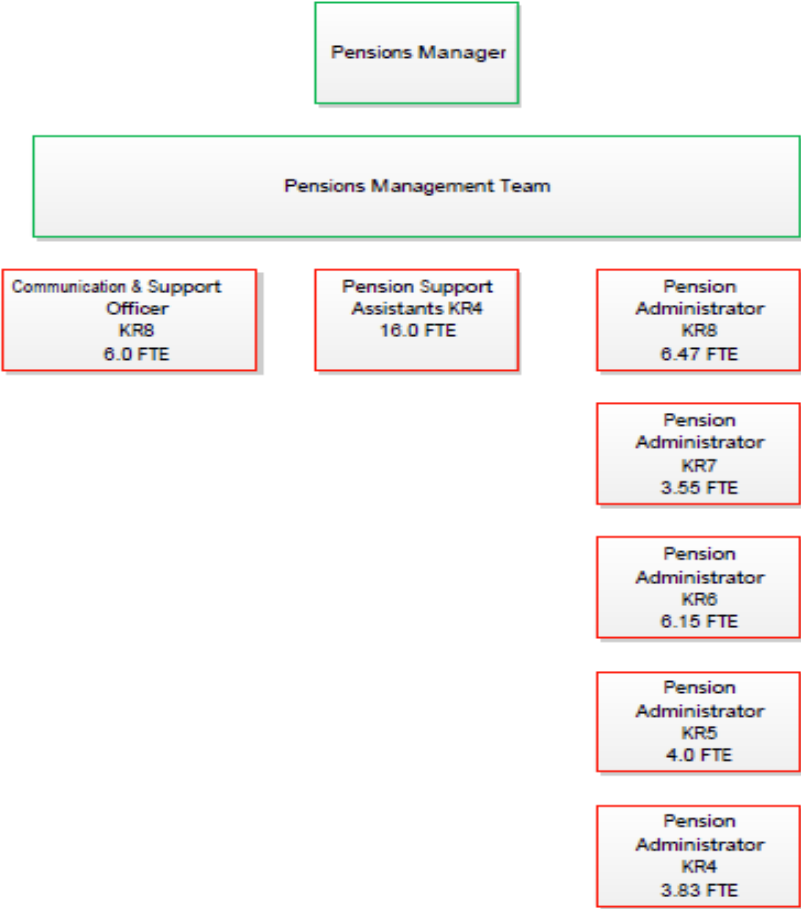 Pensions Manager
Pensions Management Team
Communication & Support
Officer
KR8
6.0 FTE
Pension Support
Assistants KR4
16.0 FTE
Pension
Administrator
KR8
6.47 FTE
Pension
Administrator
KR7
3.55 FTE
Pension
Administrator
KR6
6.15 FTE
Pension
Administrator
KR5
4.0 FTE
Pension
Administrator
KR4
3.83 FTE